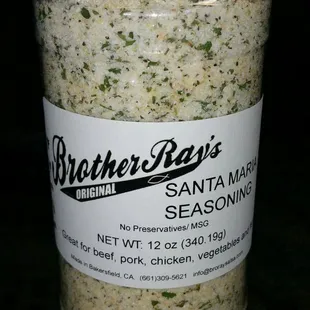 Brother Ray's
ORIGINAL
SANTA MARIA
SEASONING
No Preservatives/ MSG
NET WT: 12 oz (340.19g)
Great for beef, pork, chicken, vegetables and
Made in Bakersfield, CA. (661)309-5621